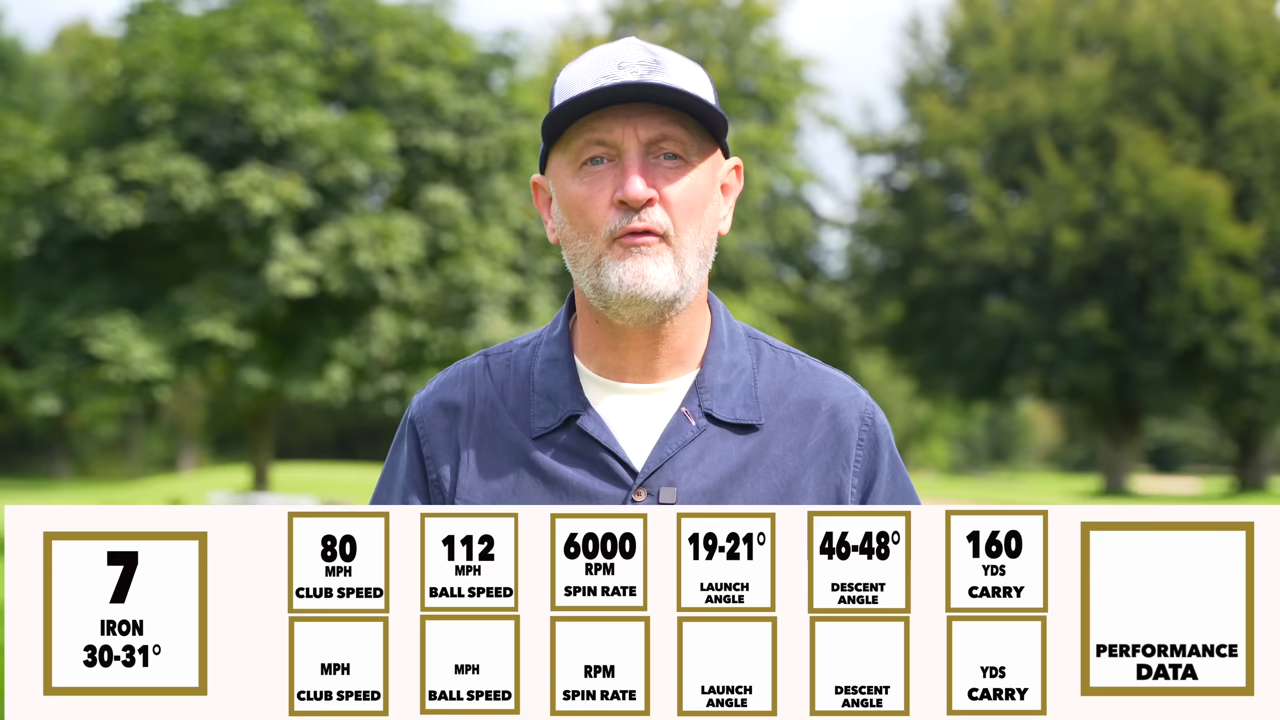 7
IRON
30-31°
80
MPH
CLUB SPEED
112
MPH
BALL SPEED
6000
RPM
SPIN RATE
19-21°
LAUNCH
ANGLE
46-48°
DESCENT
ANGLE
160
YDS
CARRY
MPH
CLUB SPEED
MPH
BALL SPEED
RPM
SPIN RATE
LAUNCH
ANGLE
DESCENT
ANGLE
YDS
CARRY
PERFORMANCE
DATA